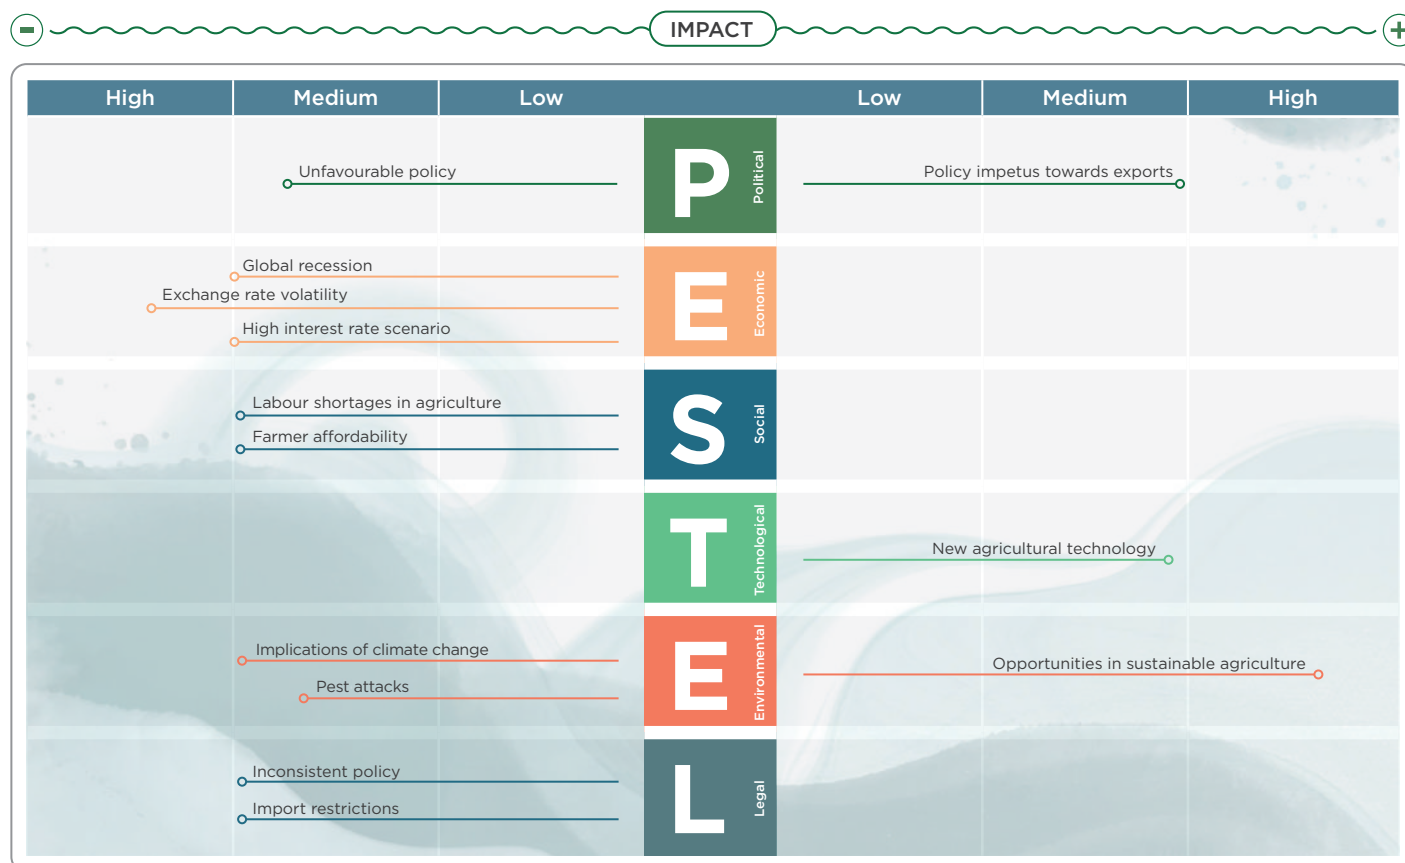 IMPACT
High Medium Low Low Medium High
P Political
Unfavourable policy
Policy impetus towards exports
E Economic
Global recession
Exchange rate volatility
High interest rate scenario
S Social
Labour shortages in agriculture
Farmer affordability
T Technological
New agricultural technology
E Environmental
Implications of climate change
Pest attacks
Opportunities in sustainable agriculture
L Legal
Inconsistent policy
Import restrictions